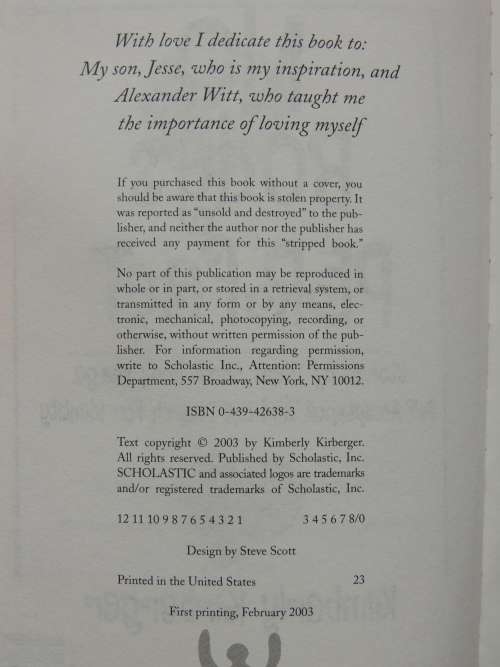 With love I dedicate this book to:
My son, Jesse, who is my inspiration, and
Alexander Witt, who taught me
the importance of loving myself
If you purchased this book without a cover, you
should be aware that this book is stolen property. It
was reported as “unsold and destroyed” to the pub-
lisher, and neither the author nor the publisher has
received any payment for this “stripped book.”
No part of this publication may be reproduced in
whole or in part, or stored in a retrieval system, or
transmitted in any form or by any means, elec-
tronic, mechanical, photocopying, recording, or
otherwise, without written permission of the pub-
lisher. For information regarding permission,
write to Scholastic Inc., Attention: Permissions
Department, 557 Broadway, New York, NY 10012.
ISBN 0-439-42638-3
Text copyright © 2003 by Kimberly Kirberger.
All rights reserved. Published by Scholastic, Inc.
SCHOLASTIC and associated logos are trademarks
and/or registered trademarks of Scholastic, Inc.
12 11 10 9 8 7 6 5 4 3 2 1 3 4 5 6 7 8/0
Design by Steve Scott
Printed in the United States 23
First printing, February 2003